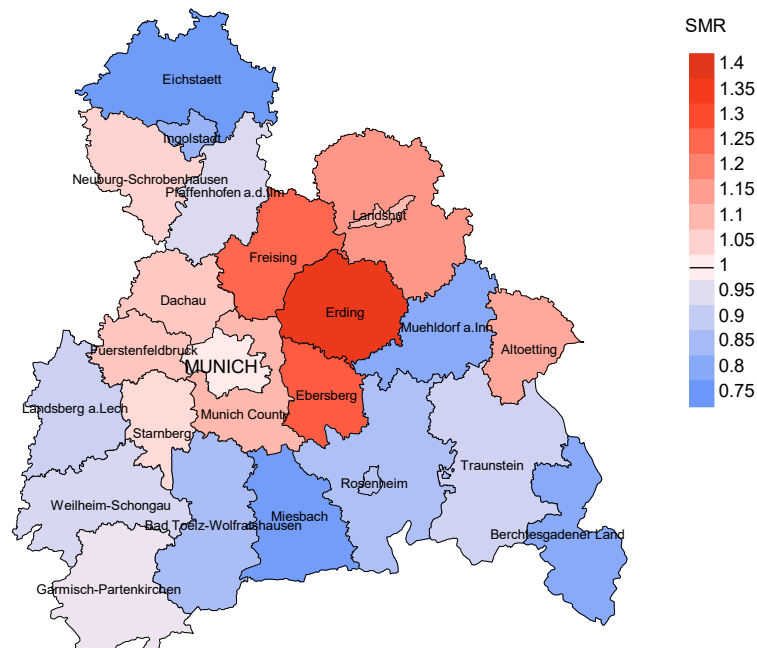 SMR
1.4
1.35
1.3
1.25
1.2
1.15
1.1
1.05
1
0.95
0.9
0.85
0.8
0.75
Eichstaett
Ingolstadt
Neuburg-Schrobenhausen
Pfaffenhofen a.d.Ilm
Landshut
Freising
Dachau
Erding
Muehldorf a.Inn
Fuerstenfeldbruck
Altoetting
MUNICH
Ebersberg
Landsberg a.Lech
Munich County
Starnberg
Traunstein
Rosenheim
Weilheim-Schongau
Miesbach
Bad Toelz-Wolfratshausen
Berchtesgadener Land
Garmisch-Partenkirchen